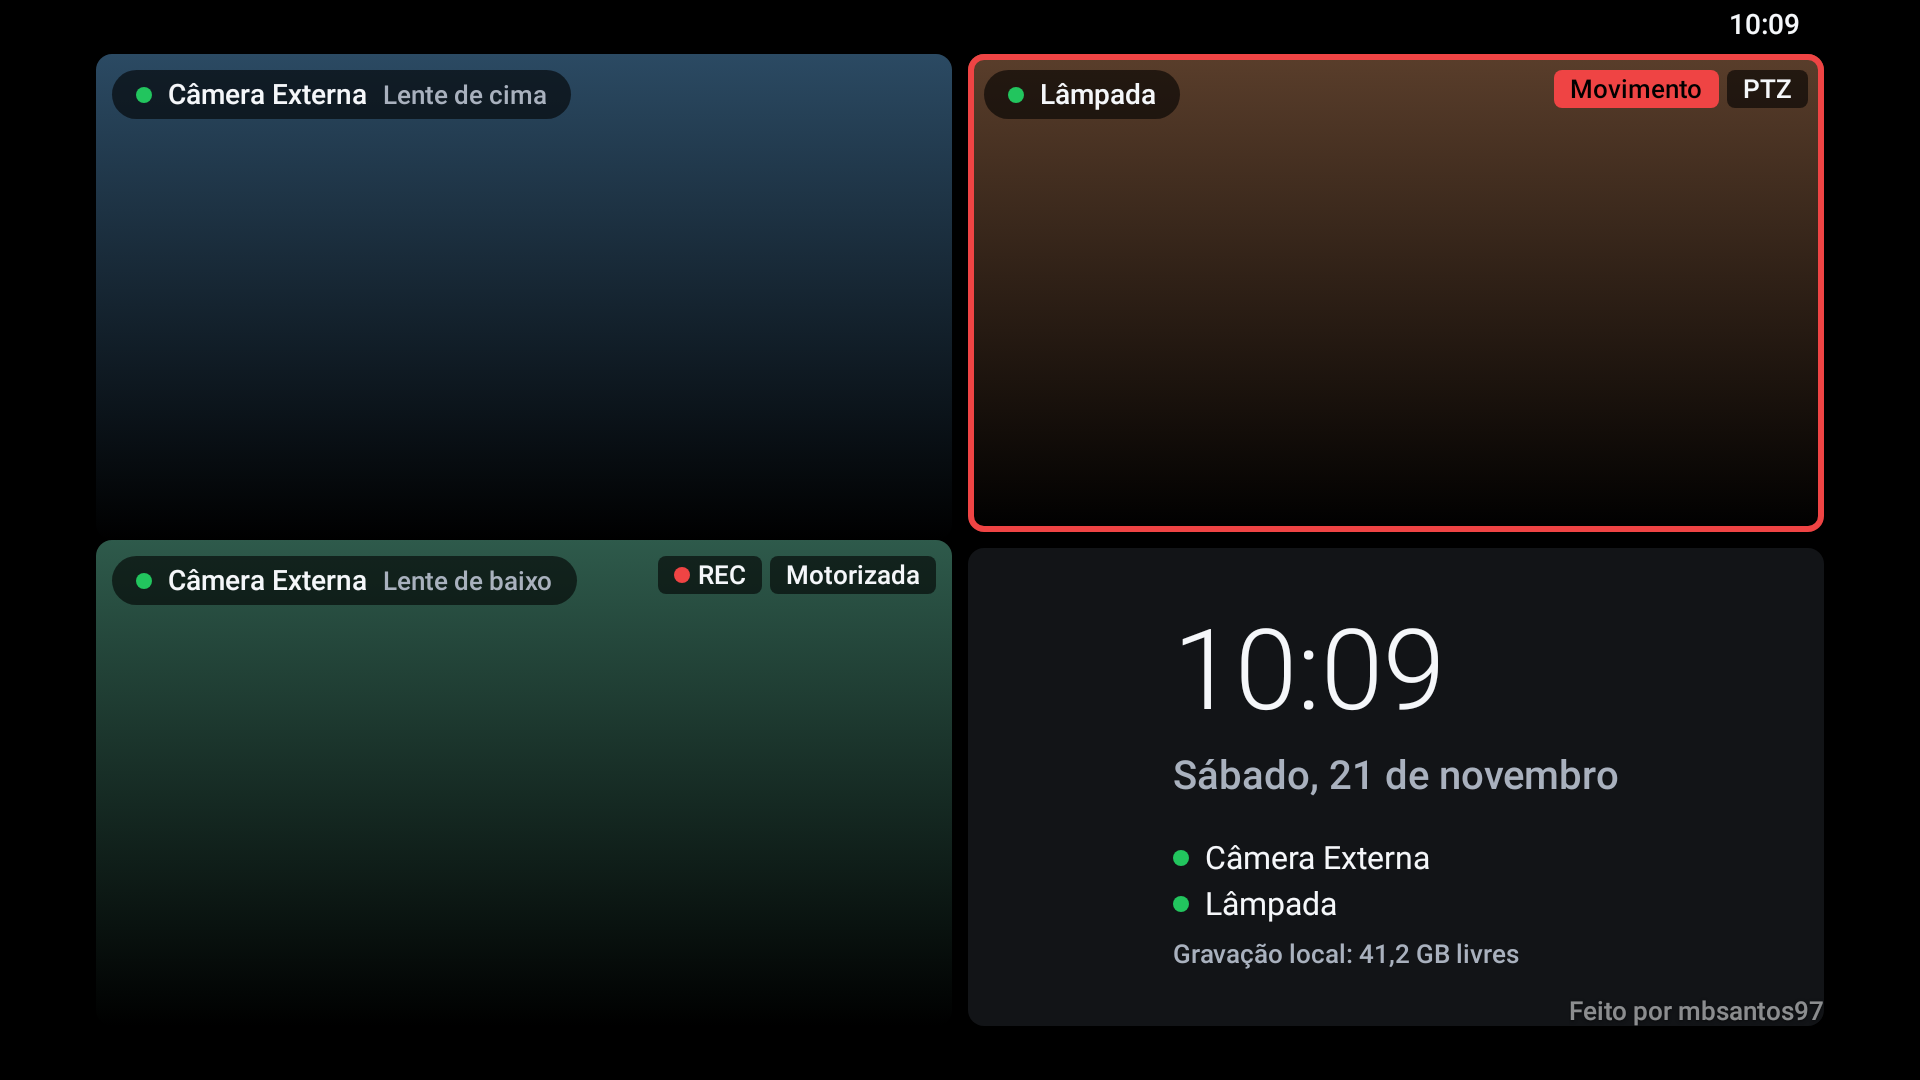 10:09
Câmera Externa Lente de cima
Lâmpada
Movimento PTZ
Câmera Externa Lente de baixo
REC Motorizada
10:09
Sábado, 21 de novembro
Câmera Externa
Lâmpada
Gravação local: 41,2 GB livres
Feito por mbsantos97